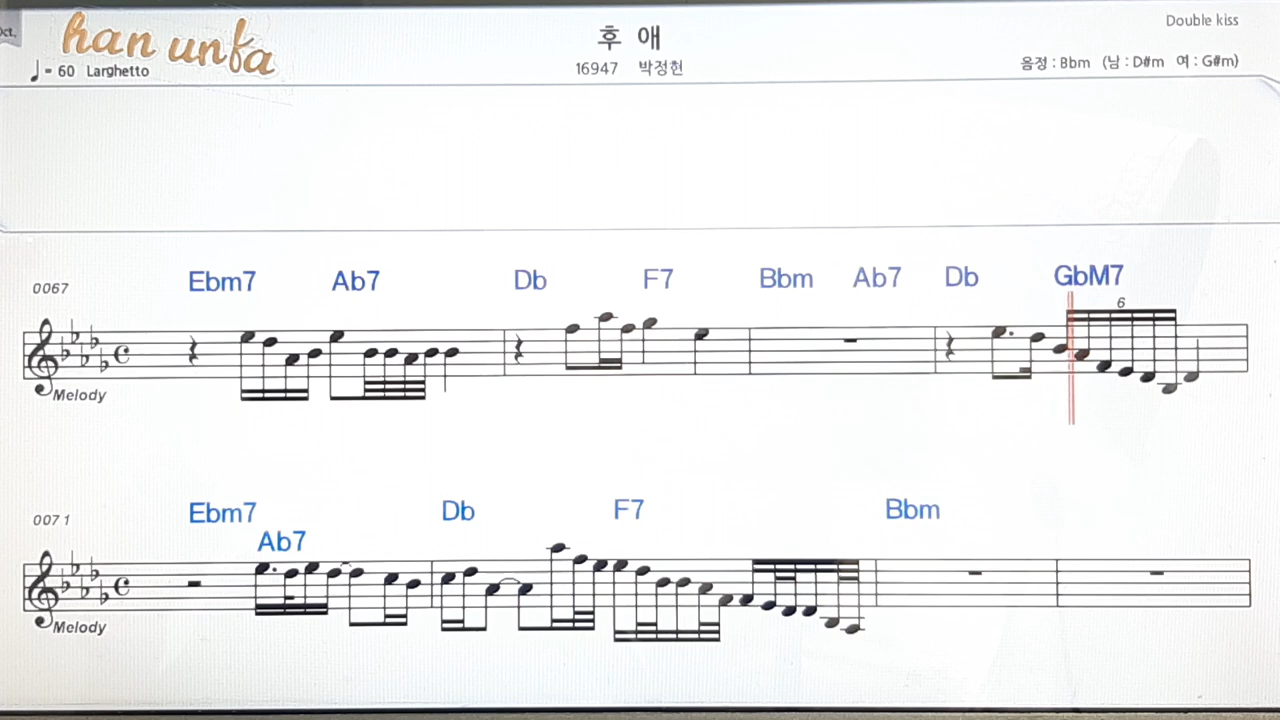 Oct.
han unfa
♩= 60 Larghetto
후 애
16947 박정헌
Double kiss
음정 : Bbm (남 : D#m 여 : G#m)
0067
Ebm7 Ab7 Db F7 Bbm Ab7 Db GbM7
6
Melody
0071
Ebm7 Db F7 Bbm
Ab7
Melody